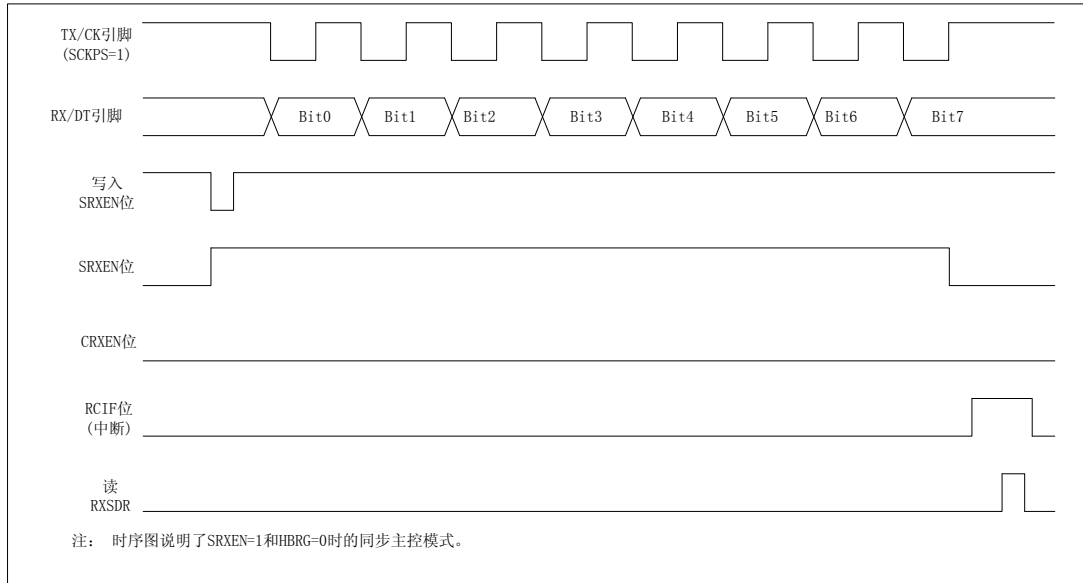 TX/CK引脚
(SCKPS=1)
RX/DT引脚
Bit0 Bit1 Bit2 Bit3 Bit4 Bit5 Bit6 Bit7
写入
SRXEN位
SRXEN位
CRXEN位
RCIF位
(中断)
读
RXSDR
注： 时序图说明了SRXEN=1和HBRG=0时的同步主控模式。